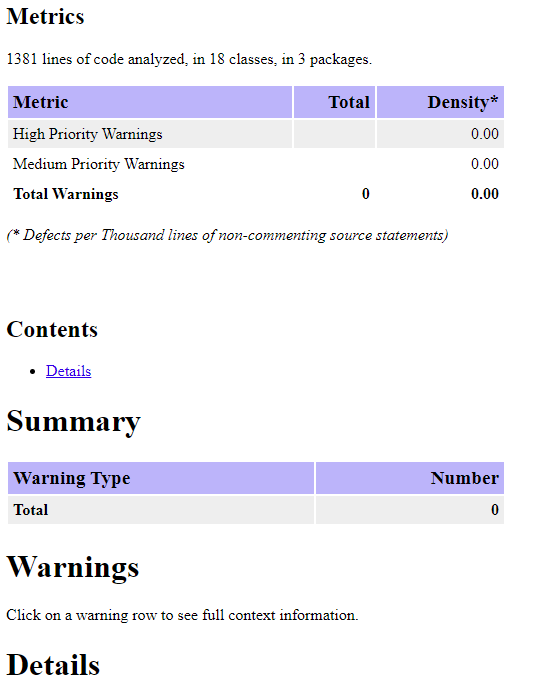 Metrics
1381 lines of code analyzed, in 18 classes, in 3 packages.
Metric Total Density*
High Priority Warnings 0.00
Medium Priority Warnings 0.00
Total Warnings 0 0.00
(* Defects per Thousand lines of non-commenting source statements)
Contents
• Details
Summary
Warning Type Number
Total 0
Warnings
Click on a warning row to see full context information.
Details